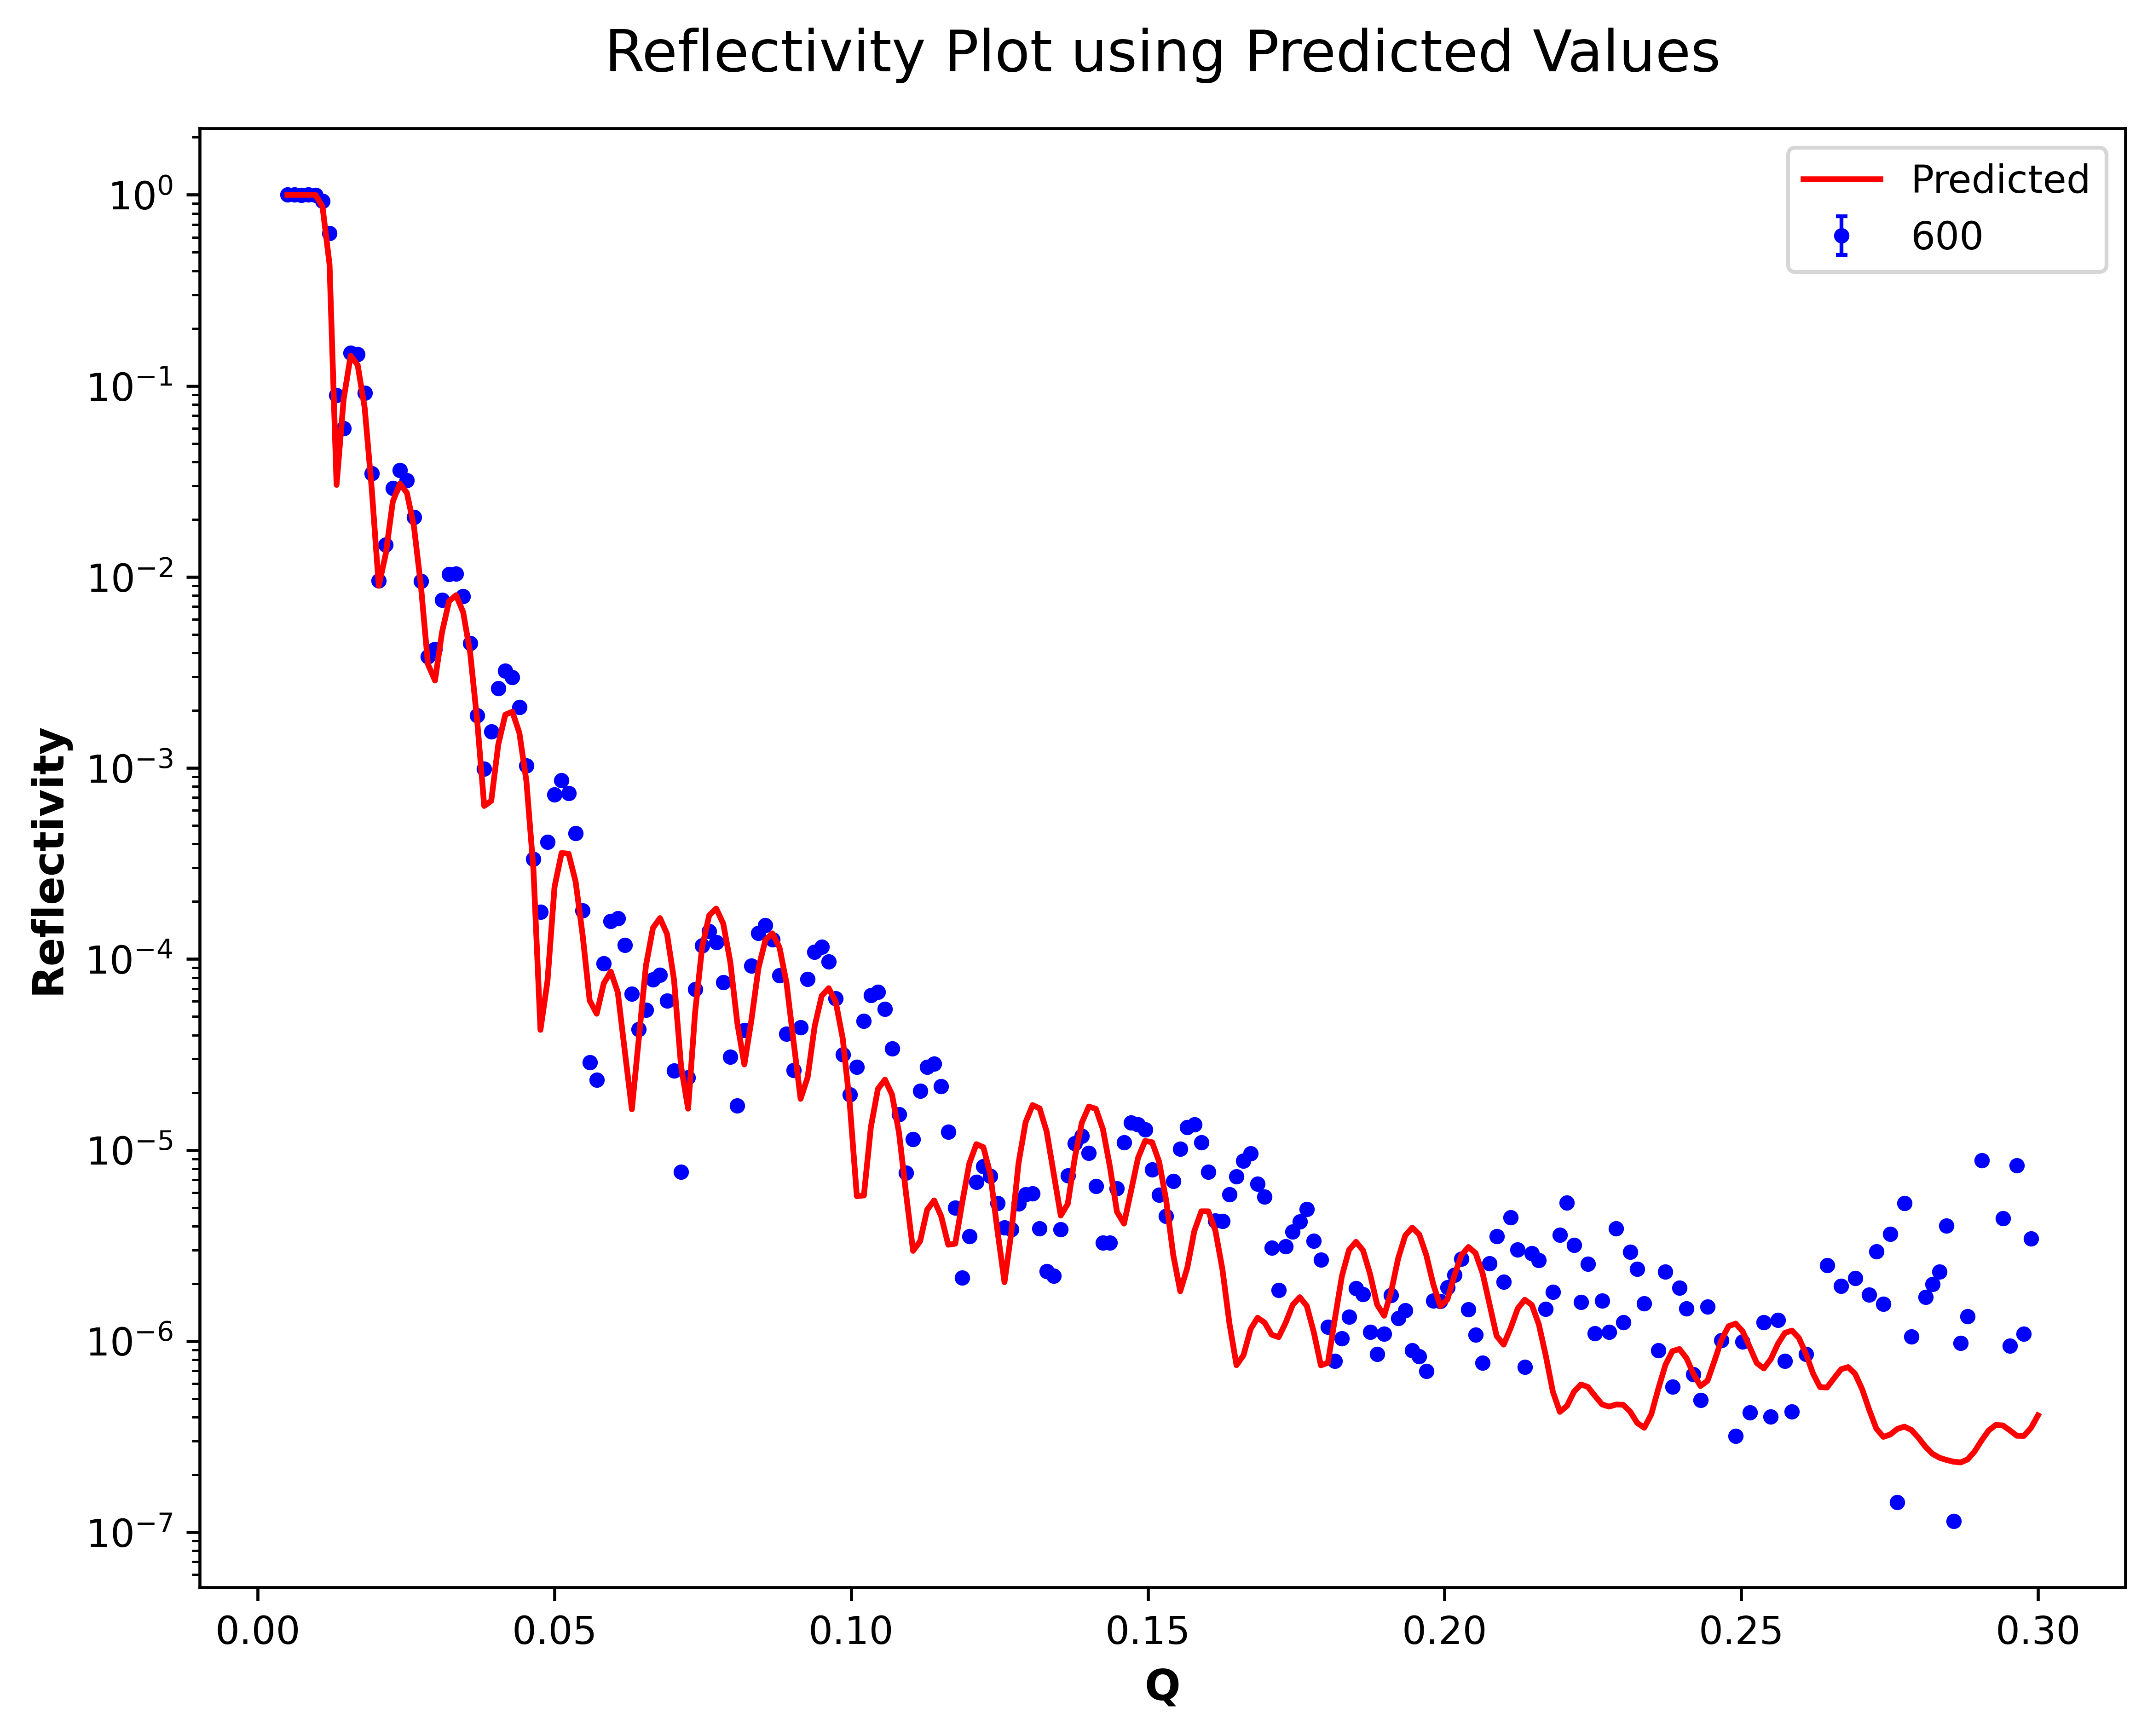 Reflectivity Plot using Predicted Values
Predicted
600
10⁰
10⁻¹
10⁻²
10⁻³
10⁻⁴
10⁻⁵
10⁻⁶
10⁻⁷
Reflectivity
0.00 0.05 0.10 0.15 0.20 0.25 0.30
Q